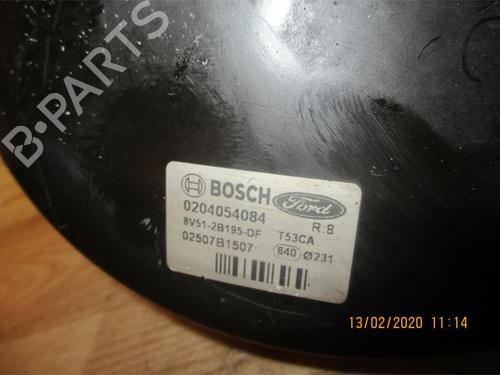 B-PARTS
BOSCH Ford
0204054084 R:8
8V51-2B195-DF T53CA
02507B1507 640 Ø231
13/02/2020 11:14